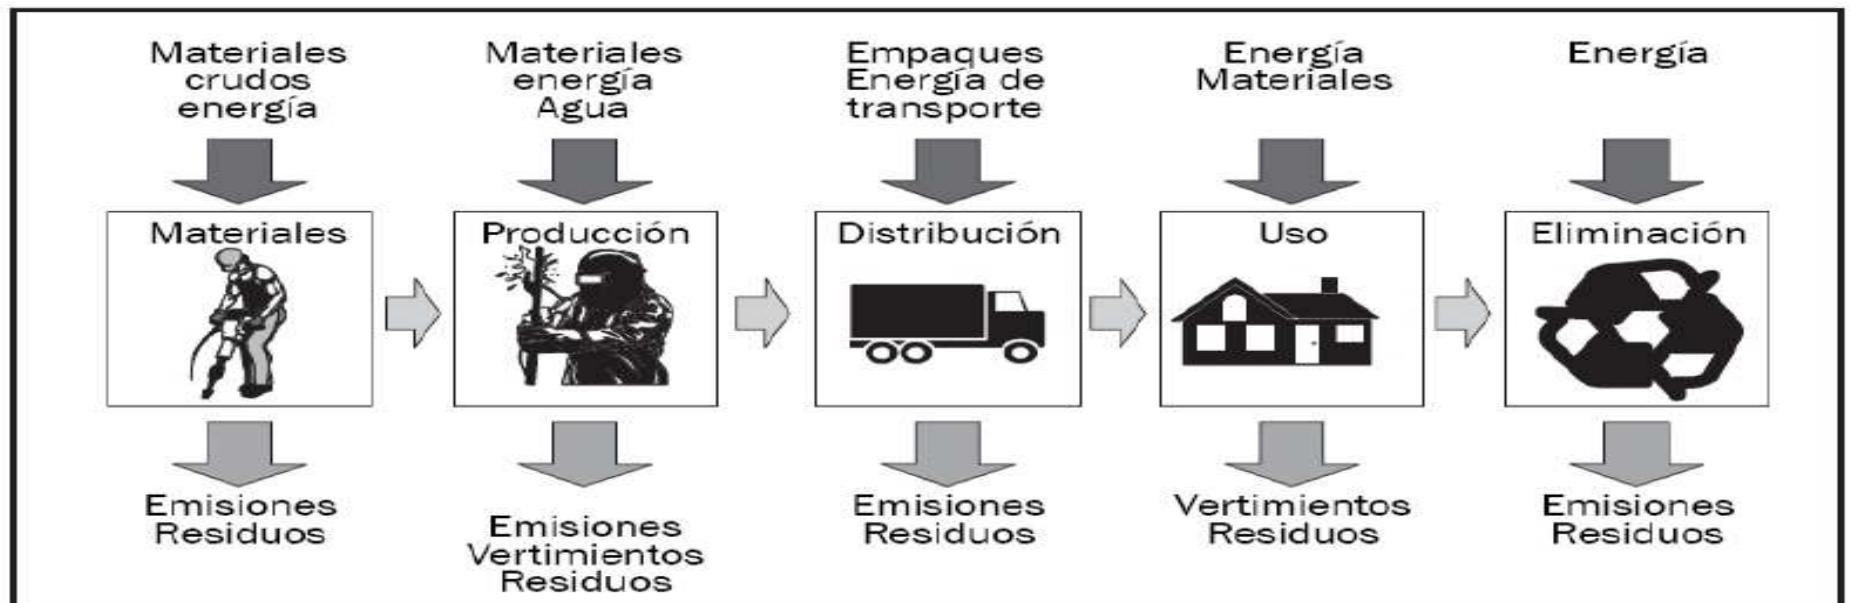 Materiales
crudos
energía
Materiales
energía
Agua
Empaques
Energía de
transporte
Energía
Materiales
Energía
Materiales
Producción
Distribución
Uso
Eliminación
Emisiones
Residuos
Emisiones
Vertimientos
Residuos
Emisiones
Residuos
Vertimientos
Residuos
Emisiones
Residuos